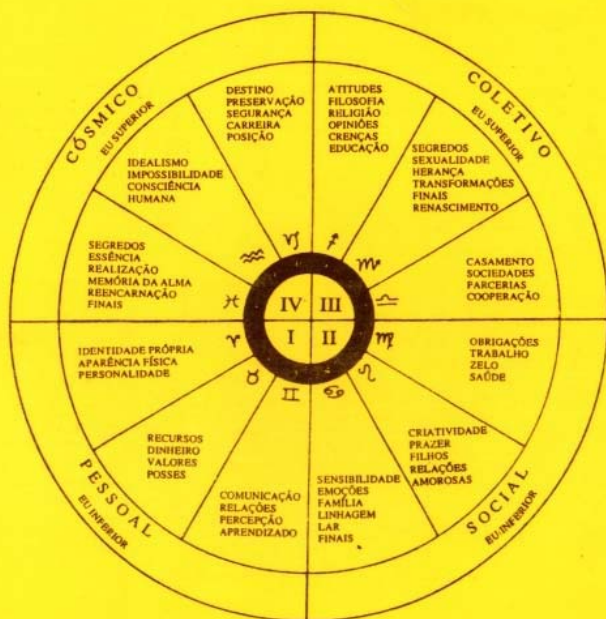 CÓSMICO
EU SUPERIOR
COLETIVO
EU SUPERIOR
DESTINO
PRESERVAÇÃO
SEGURANÇA
CARREIRA
POSIÇÃO
ATITUDES
FILOSOFIA
RELIGIÃO
OPINIÕES
CRENÇAS
EDUCAÇÃO
IDEALISMO
IMPOSSIBILIDADE
CONSCIÊNCIA
HUMANA
SEGREDOS
SEXUALIDADE
HERANÇA
TRANSFORMAÇÕES
FINAIS
RENASCIMENTO
SEGREDOS
ESSÊNCIA
REALIZAÇÃO
MEMÓRIA DA ALMA
REENCARNAÇÃO
FINAIS
CASAMENTO
SOCIEDADES
PARCERIAS
COOPERAÇÃO
♒ ♑ ♐ ♏
♓ IV III ♎
♈ I II ♍
♉ ♊ ♋ ♌
IDENTIDADE PRÓPRIA
APARÊNCIA FÍSICA
PERSONALIDADE
OBRIGAÇÕES
TRABALHO
ZELO
SAÚDE
RECURSOS
DINHEIRO
VALORES
POSSES
CRIATIVIDADE
PRAZER
FILHOS
RELAÇÕES
AMOROSAS
COMUNICAÇÃO
RELAÇÕES
PERCEPÇÃO
APRENDIZADO
SENSIBILIDADE
EMOÇÕES
FAMÍLIA
LINHAGEM
LAR
FINAIS
PESSOAL
EU INFERIOR
SOCIAL
EU INFERIOR